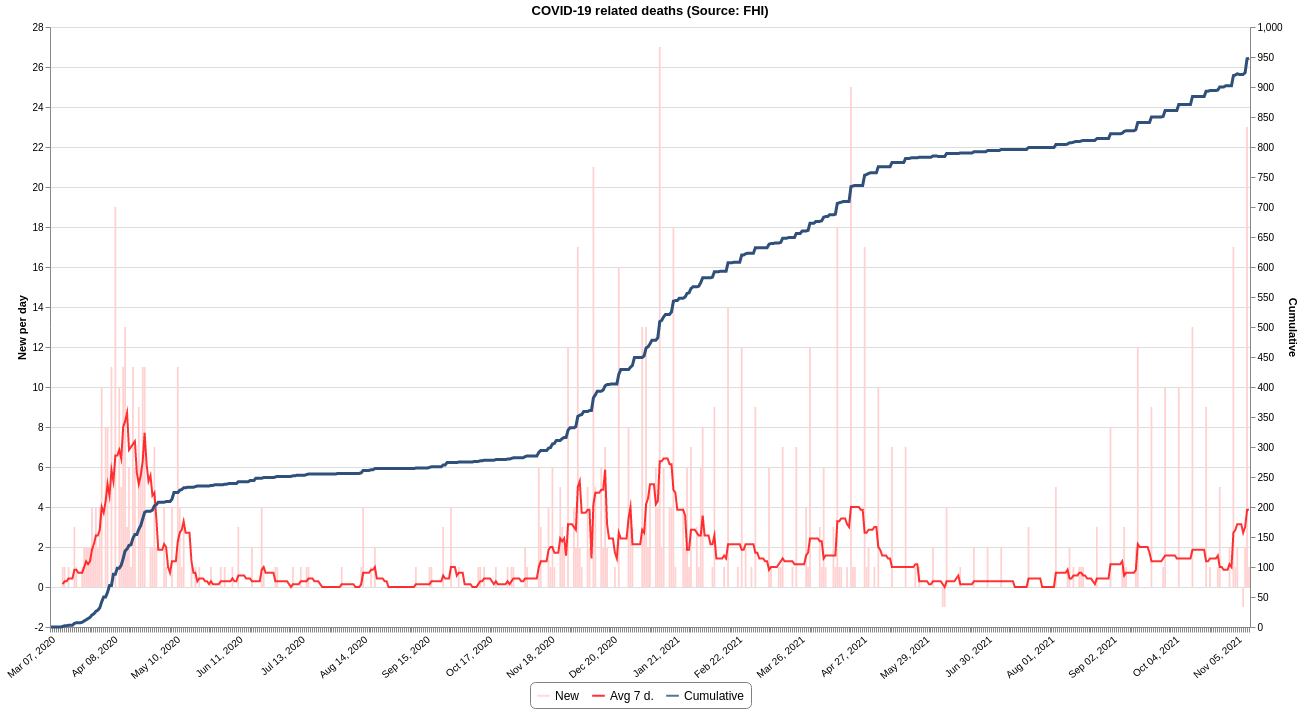 COVID-19 related deaths (Source: FHI)
28
26
24
22
20
18
16
14
12
10
8
6
4
2
0
-2
New per day
1,000
950
900
850
800
750
700
650
600
550
500
450
400
350
300
250
200
150
100
50
0
Cumulative
Mar 07, 2020
Apr 08, 2020
May 10, 2020
Jun 11, 2020
Jul 13, 2020
Aug 14, 2020
Sep 15, 2020
Oct 17, 2020
Nov 18, 2020
Dec 20, 2020
Jan 21, 2021
Feb 22, 2021
Mar 26, 2021
Apr 27, 2021
May 29, 2021
Jun 30, 2021
Aug 01, 2021
Sep 02, 2021
Oct 04, 2021
Nov 05, 2021
New Avg 7 d. Cumulative